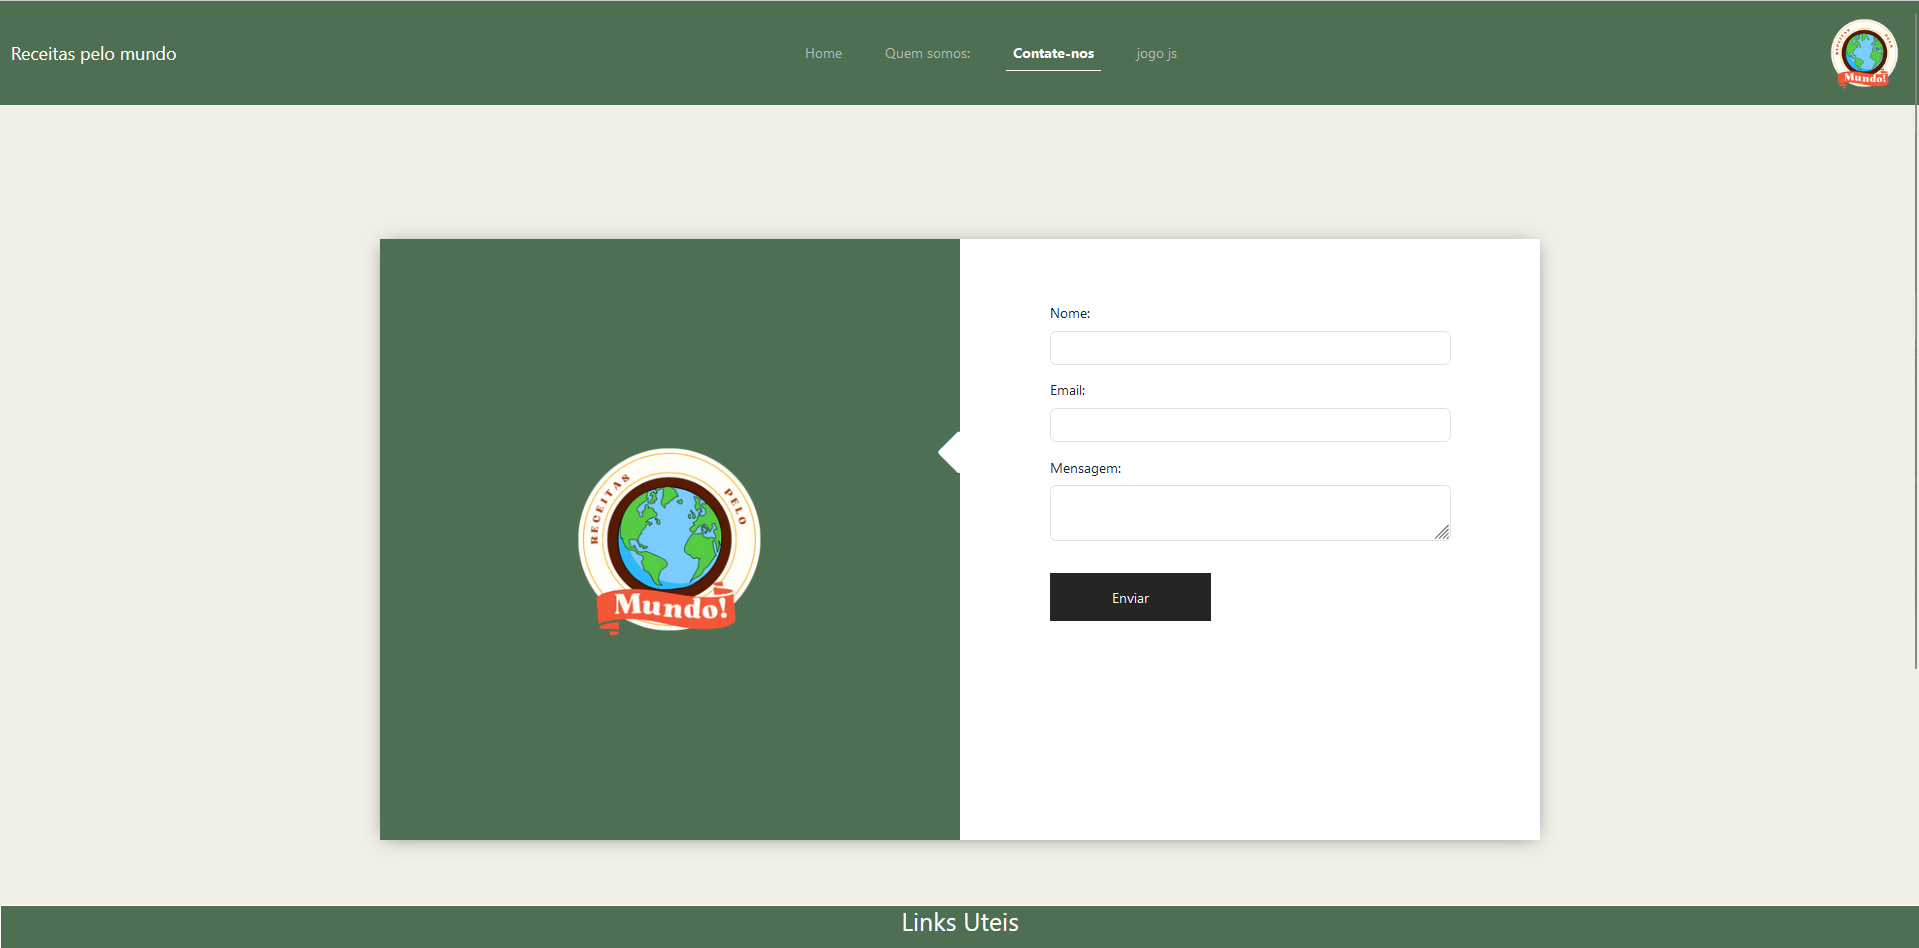 Receitas pelo mundo
Home
Quem somos:
Contate-nos
jogo js
RECEITAS PELO
Mundo!
RECEITAS PELO
Mundo!
Nome:
Email:
Mensagem:
Enviar
Links Uteis